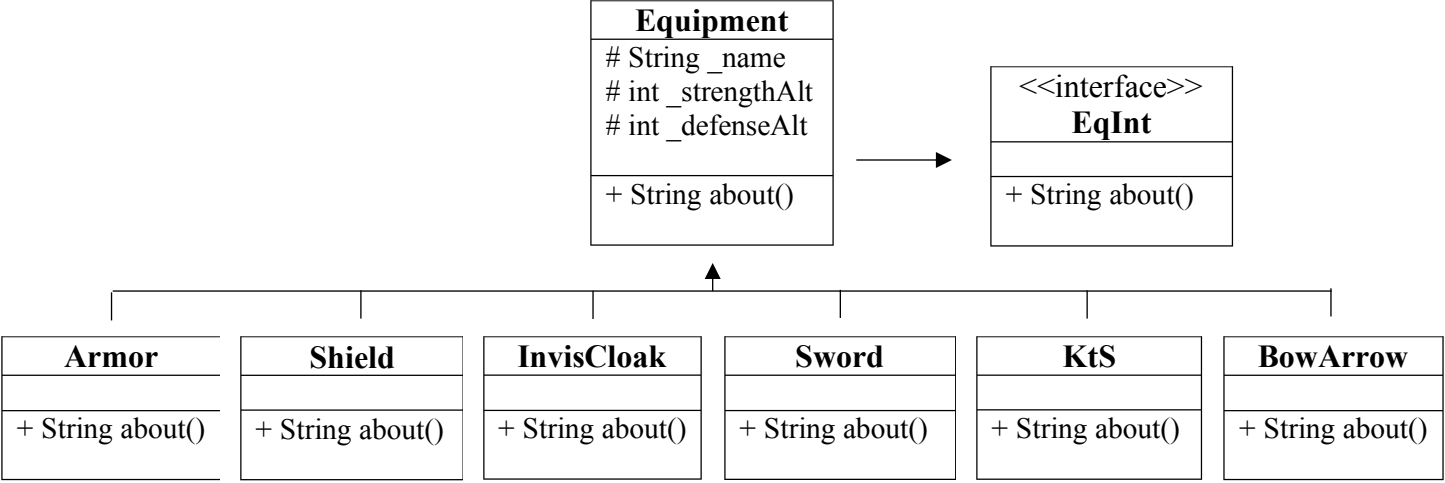 Equipment
# String _name
# int _strengthAlt
# int _defenseAlt
+ String about()
<<interface>>
EqInt
+ String about()
Armor
+ String about()
Shield
+ String about()
InvisCloak
+ String about()
Sword
+ String about()
KtS
+ String about()
BowArrow
+ String about()